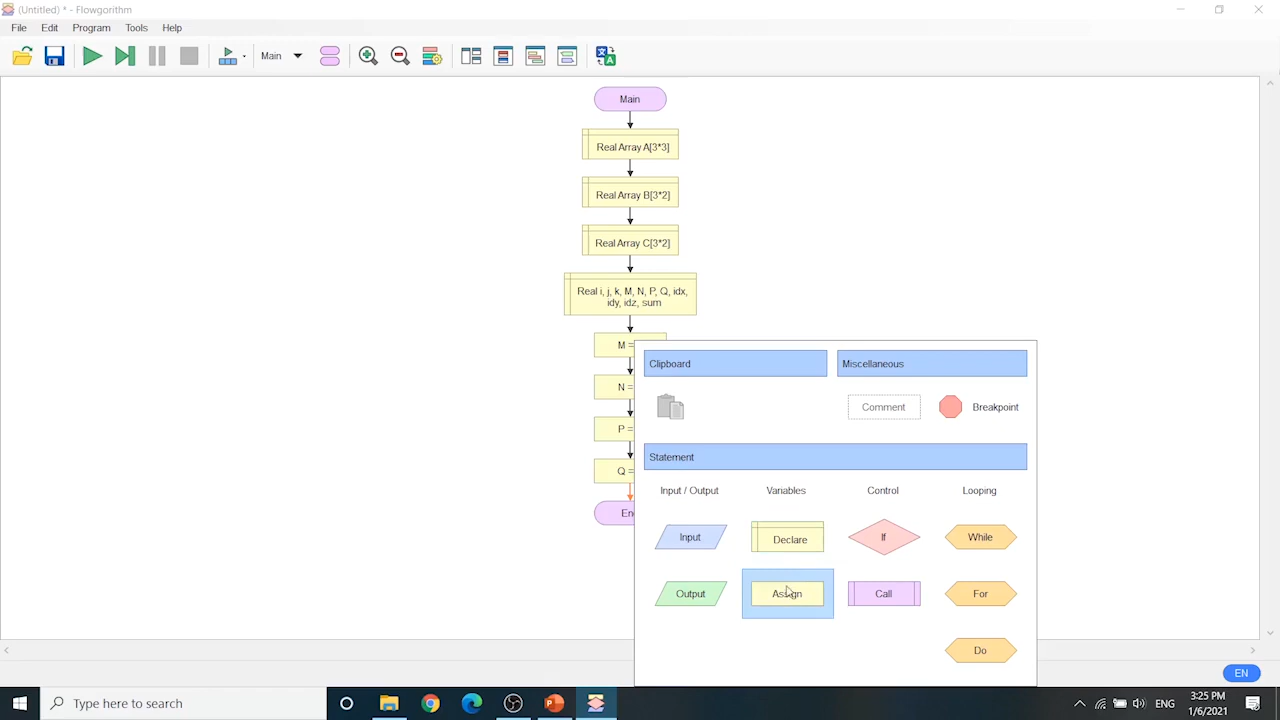 (Untitled) * - Flowgorithm
File Edit Program Tools Help
Main
Main
Real Array A[3*3]
Real Array B[3*2]
Real Array C[3*2]
Real i, j, k, M, N, P, Q, idx,
idy, idz, sum
M =
N =
P =
Q =
En
Clipboard Miscellaneous
Comment Breakpoint
Statement
Input / Output Variables Control Looping
Input Declare If While
Output Assign Call For
Do
EN
Type here to search
ENG
3:25 PM
1/6/2021